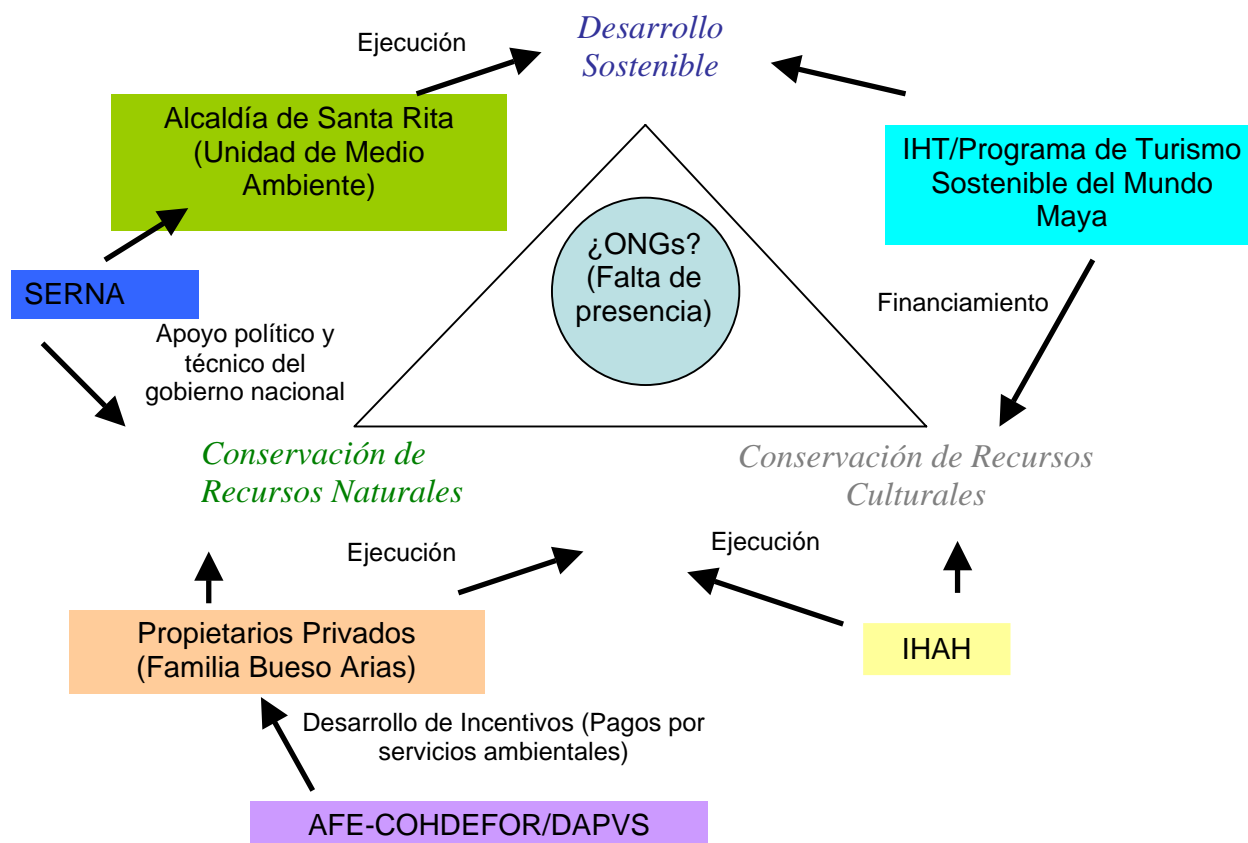 Ejecución
Desarrollo
Sostenible
Alcaldía de Santa Rita
(Unidad de Medio
Ambiente)
IHT/Programa de Turismo
Sostenible del Mundo
Maya
¿ONGs?
(Falta de
presencia)
SERNA
Financiamiento
Apoyo político y
técnico del
gobierno nacional
Conservación de
Recursos Naturales
Conservación de Recursos
Culturales
Ejecución
Ejecución
Propietarios Privados
(Familia Bueso Arias)
IHAH
Desarrollo de Incentivos (Pagos por
servicios ambientales)
AFE-COHDEFOR/DAPVS